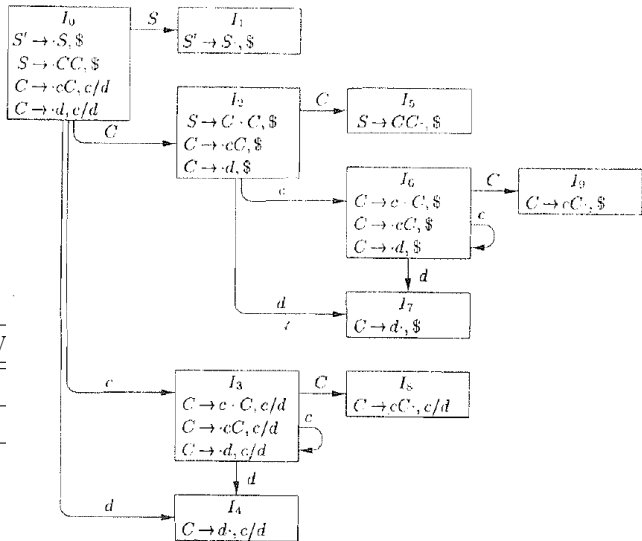 I₀
S′ → ·S, $
S → ·CC, $
C → ·cC, c/d
C → ·d, c/d
S
I₁
S′ → S·, $
C
I₂
S → C · C, $
C → ·cC, $
C → ·d, $
C
I₅
S → CC·, $
c
I₆
C → c · C, $
C → ·cC, $
C → ·d, $
C
c
I₉
C → cC·, $
d
d
I₇
C → d·, $
c
I₃
C → c · C, c/d
C → ·cC, c/d
C → ·d, c/d
C
c
I₈
C → cC·, c/d
d
d
I₄
C → d·, c/d